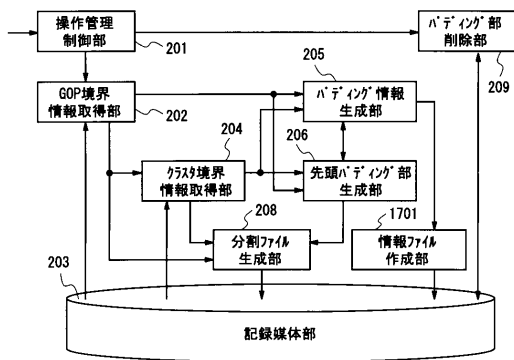 操作管理
制御部
201
ﾊﾟﾃﾞｨﾝｸﾞ部
削除部
209
GOP境界
情報取得部
202
205
ﾊﾟﾃﾞｨﾝｸﾞ情報
生成部
204
ｸﾗｽﾀ境界
情報取得部
206
先頭ﾊﾟﾃﾞｨﾝｸﾞ部
生成部
208
分割ﾌｧｲﾙ
生成部
1701
情報ﾌｧｲﾙ
作成部
203
記録媒体部